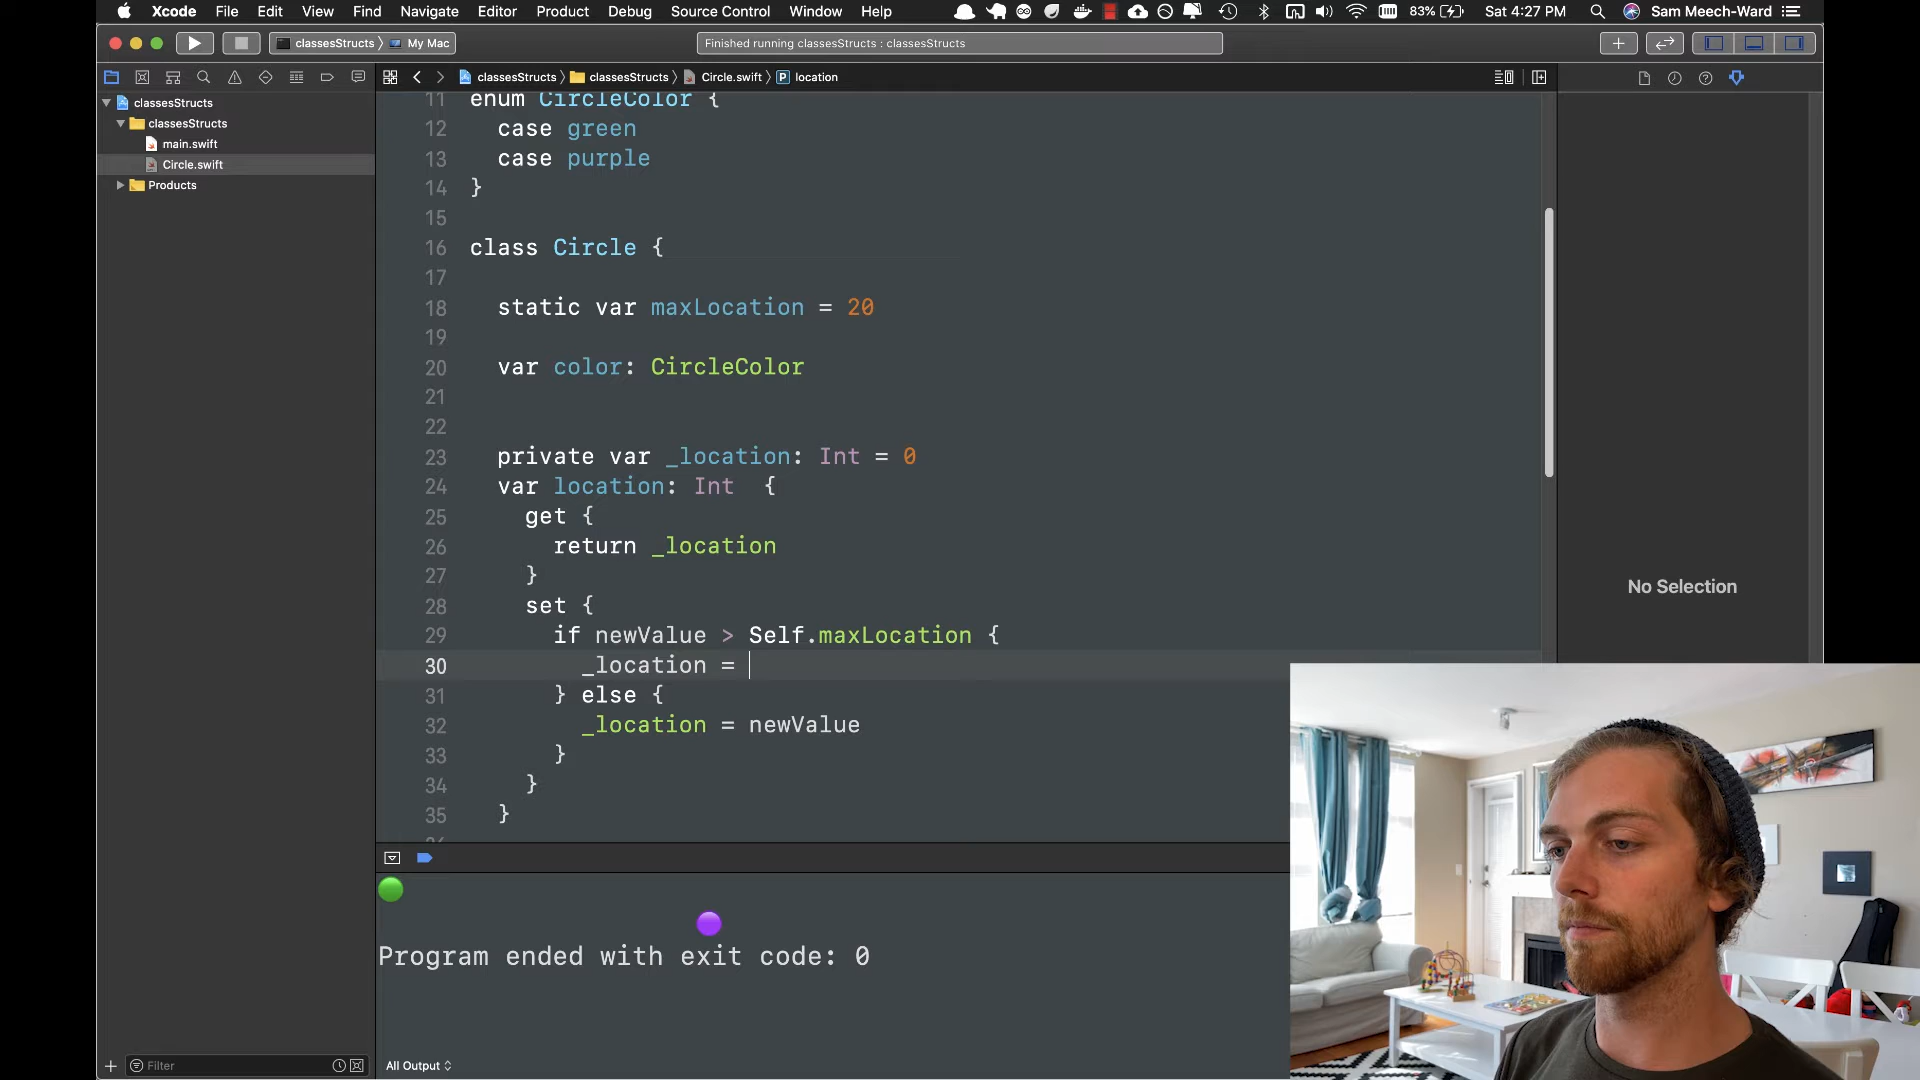 Xcode File Edit View Find Navigate Editor Product Debug Source Control Window Help 83% Sat 4:27 PM Sam Meech-Ward
classesStructs My Mac
Finished running classesStructs : classesStructs
classesStructs classesStructs Circle.swift P location
classesStructs
classesStructs
main.swift
Circle.swift
Products
11 enum CircleColor {
12 case green
13 case purple
14 }
15
16 class Circle {
17
18 static var maxLocation = 20
19
20 var color: CircleColor
21
22
23 private var _location: Int = 0
24 var location: Int {
25 get {
26 return _location
27 }
28 set {
29 if newValue > Self.maxLocation {
30 _location =
31 } else {
32 _location = newValue
33 }
34 }
35 }
No Selection
Program ended with exit code: 0
Filter
All Output